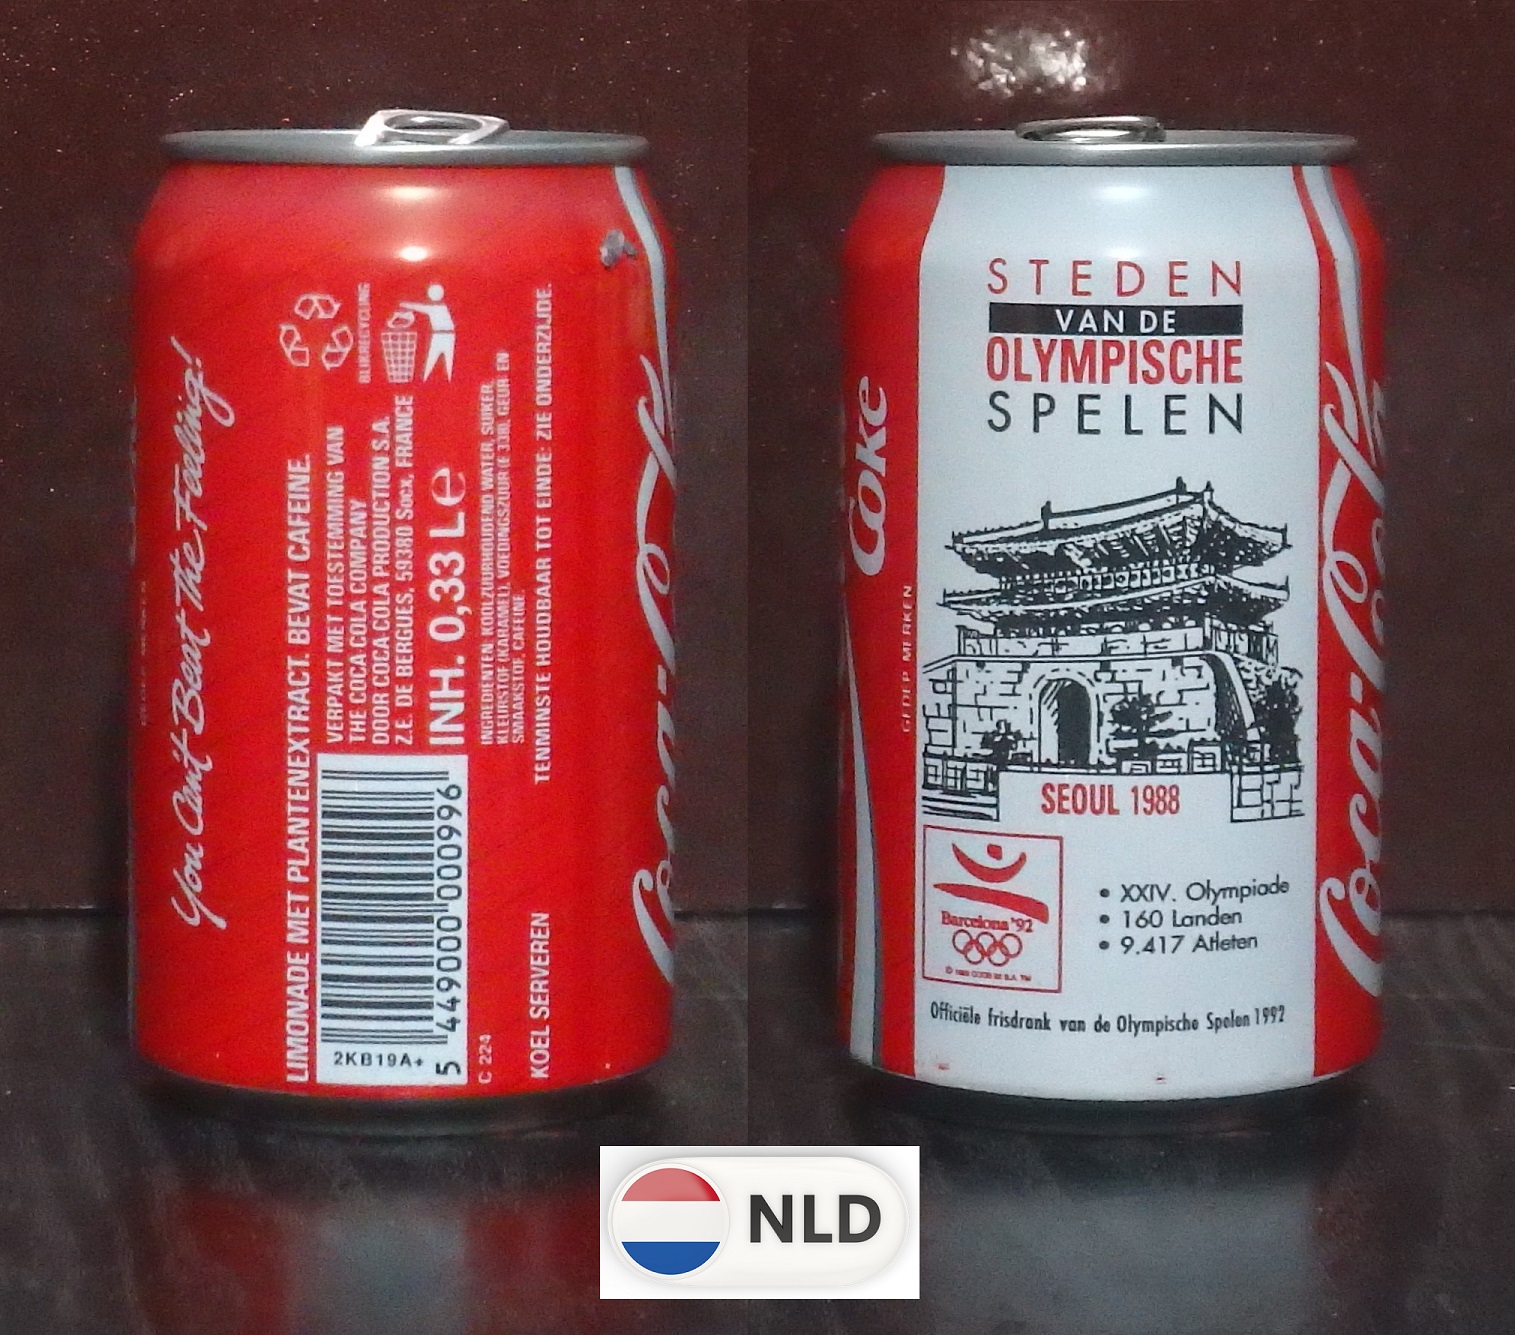 You Can't Beat The Feeling!
LIMONADE MET PLANTENEXTRACT. BEVAT CAFEINE.
VERPAKT MET TOESTEMMING VAN
THE COCA COLA COMPANY
DOOR COCA COLA PRODUCTION S.A.
Z.E. DE BERGUES, 59380 Socx, FRANCE
INH. 0,33 L e
INGREDIENTEN KOOLZUURHOUDEND WATER, SUIKER,
KLEURSTOF (KARAMEL), VOEDINGSZUUR (E 338), GEUR EN
SMAAKSTOF, CAFEINE.
TENMINSTE HOUDBAAR TOT EINDE: ZIE ONDERZIJDE.
KOEL SERVEREN
C 224
2KB19A+
5 449000 000996
Coca-Cola
Coke
GEDEP. MERKEN
STEDEN
VAN DE
OLYMPISCHE
SPELEN
SEOUL 1988
Barcelona '92
• XXIV. Olympiade
• 160 Landen
• 9.417 Atleten
Officiële frisdrank van de Olympische Spelen 1992
Coca-Cola
NLD